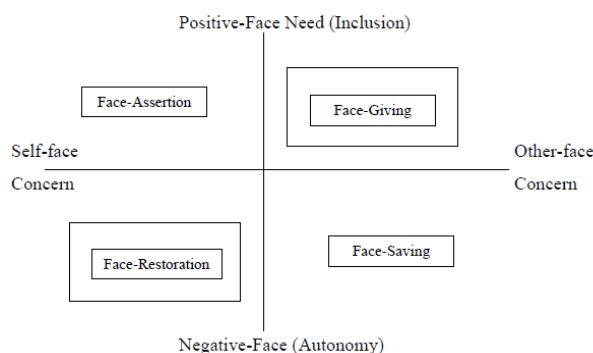 Positive-Face Need (Inclusion)
Face-Assertion
Face-Giving
Self-face
Other-face
Concern
Concern
Face-Saving
Face-Restoration
Negative-Face (Autonomy)